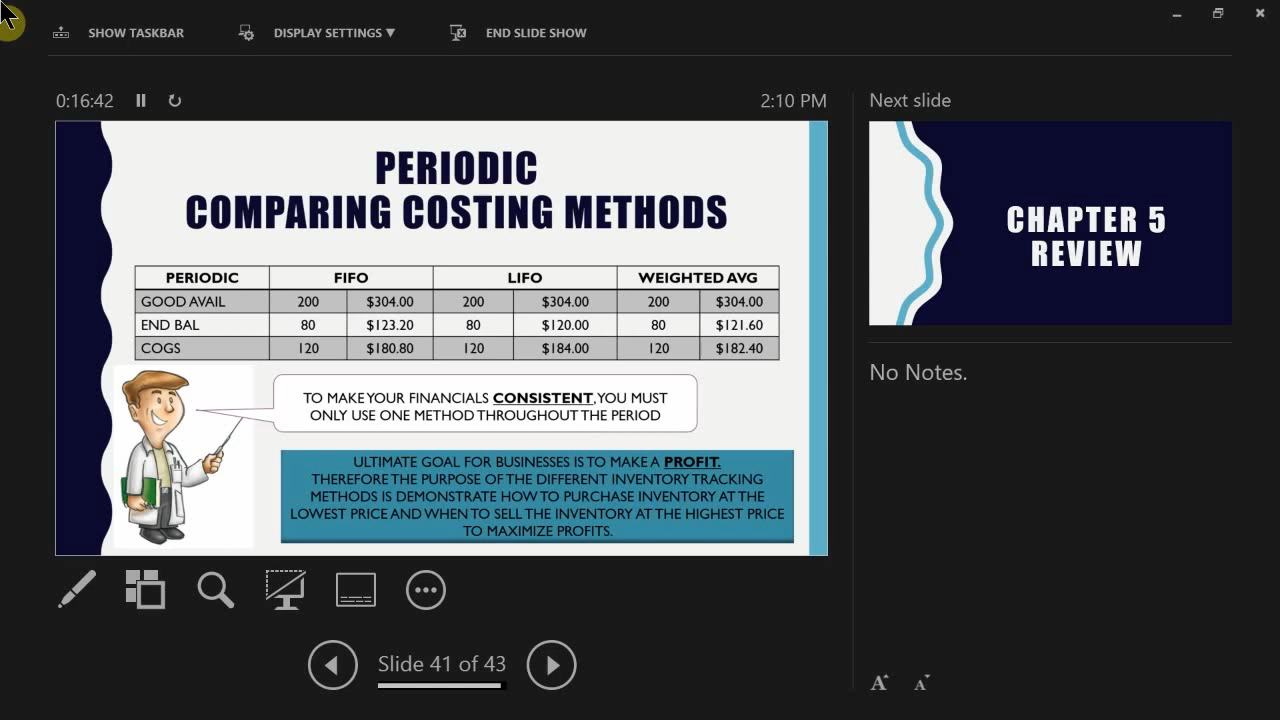 SHOW TASKBAR
DISPLAY SETTINGS ▼
END SLIDE SHOW
0:16:42
2:10 PM
PERIODIC
COMPARING COSTING METHODS
PERIODIC FIFO LIFO WEIGHTED AVG
GOOD AVAIL 200 $304.00 200 $304.00 200 $304.00
END BAL 80 $123.20 80 $120.00 80 $121.60
COGS 120 $180.80 120 $184.00 120 $182.40
TO MAKE YOUR FINANCIALS CONSISTENT, YOU MUST
ONLY USE ONE METHOD THROUGHOUT THE PERIOD
ULTIMATE GOAL FOR BUSINESSES IS TO MAKE A PROFIT.
THEREFORE THE PURPOSE OF THE DIFFERENT INVENTORY TRACKING
METHODS IS DEMONSTRATE HOW TO PURCHASE INVENTORY AT THE
LOWEST PRICE AND WHEN TO SELL THE INVENTORY AT THE HIGHEST PRICE
TO MAXIMIZE PROFITS.
Slide 41 of 43
Next slide
CHAPTER 5
REVIEW
No Notes.
A A